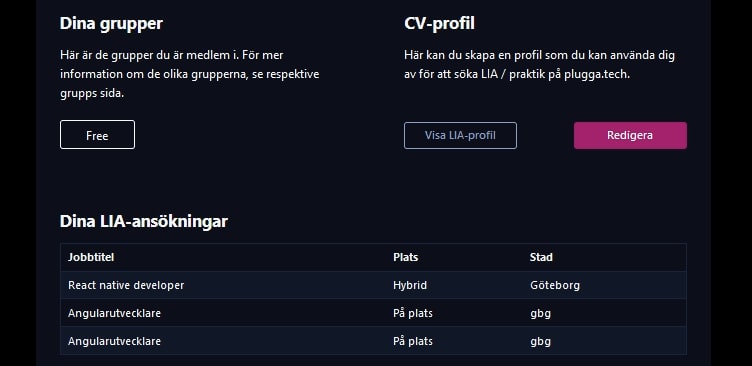 Dina grupper
Här är de grupper du är medlem i. För mer
information om de olika grupperna, se respektive
grupps sida.
Free
CV-profil
Här kan du skapa en profil som du kan använda dig
av för att söka LIA / praktik på plugga.tech.
Visa LIA-profil
Redigera
Dina LIA-ansökningar
Jobbtitel Plats Stad
React native developer Hybrid Göteborg
Angularutvecklare På plats gbg
Angularutvecklare På plats gbg